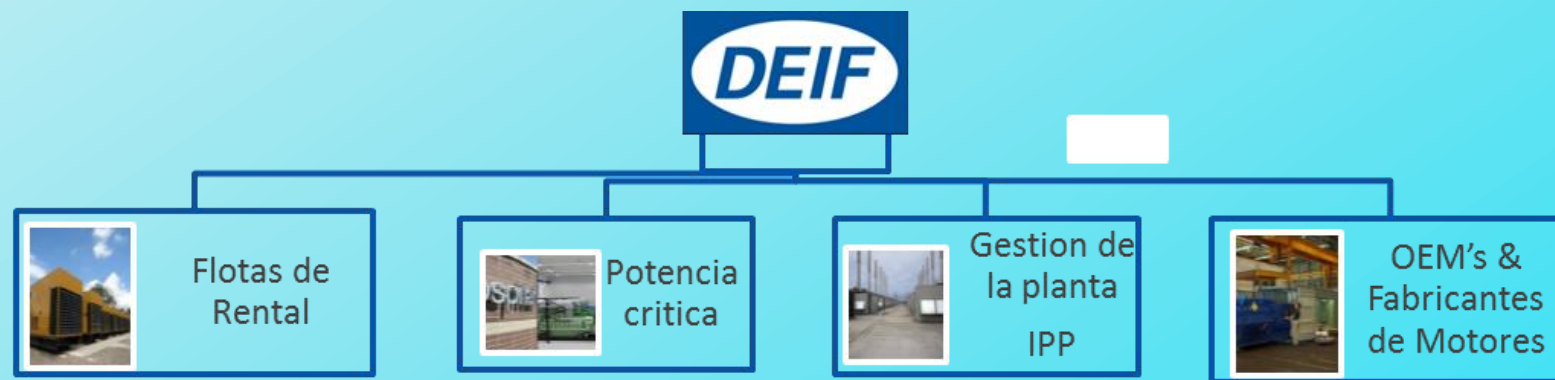 DEIF
Flotas de
Rental
Potencia
critica
Gestion de
la planta
IPP
OEM's &
Fabricantes
de Motores